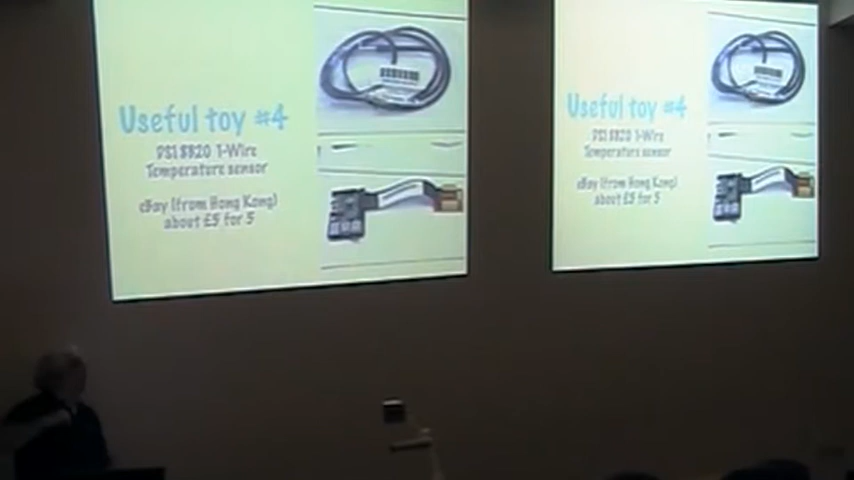 Useful toy #4
DS18B20 1-Wire
Temperature sensor
eBay (from Hong Kong)
about £5 for 5
Useful toy #4
DS18B20 1-Wire
Temperature sensor
eBay (from Hong Kong)
about £5 for 5